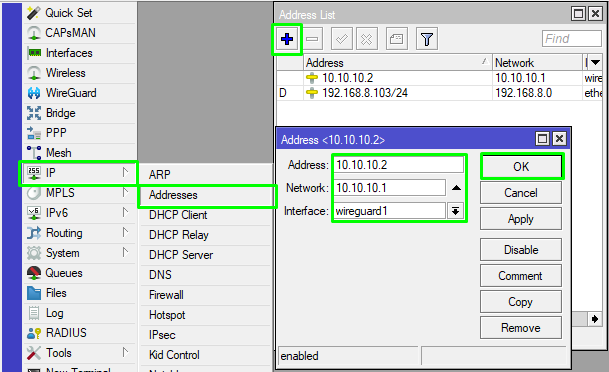 Quick Set
CAPsMAN
Interfaces
Wireless
WireGuard
Bridge
PPP
Mesh
IP
MPLS
IPv6
Routing
System
Queues
Files
Log
RADIUS
Tools
New Terminal
ARP
Addresses
DHCP Client
DHCP Relay
DHCP Server
DNS
Firewall
Hotspot
IPsec
Kid Control
Address List
Find
Address Network
10.10.10.2 10.10.10.1 wire
D 192.168.8.103/24 192.168.8.0 ethe
Address <10.10.10.2>
Address: 10.10.10.2
Network: 10.10.10.1
Interface: wireguard1
OK
Cancel
Apply
Disable
Comment
Copy
Remove
enabled